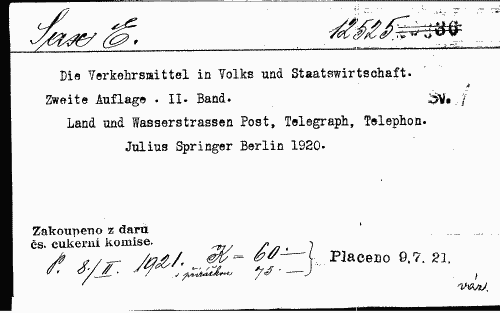 Sax E. 12525
Die Verkehrsmittel in Volks und Staatswirtschaft.
Zweite Auflage . II. Band. Sv. 1
Land und Wasserstrassen Post, Telegraph, Telephon.
Julius Springer Berlin 1920.
Zakoupeno z daru
čs. cukerní komise.
P. 8./II. 1921. K – 60·— } Placeno 9.7. 21.
s přirážkou 75.—
váz.